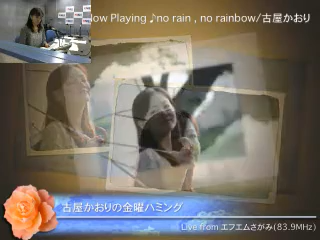 ow Playing ♪no rain , no rainbow/古屋かおり
古屋かおりの金曜ハミング
Live from エフエムさがみ(83.9MHz)